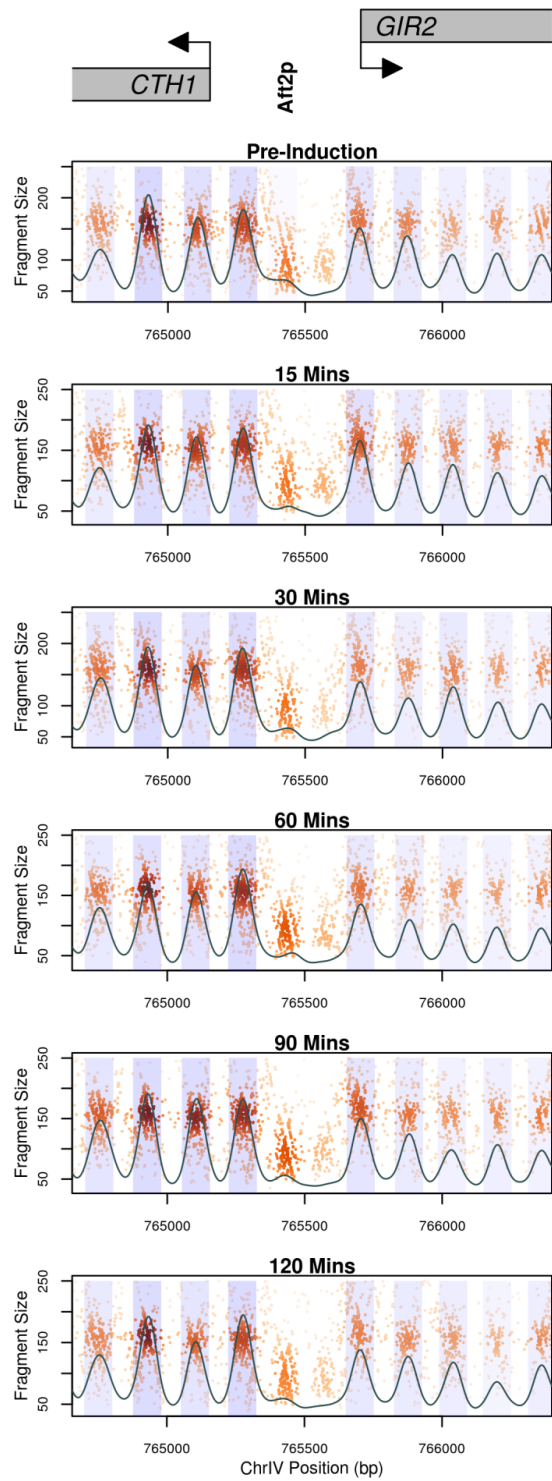 GIR2
CTH1
Aft2p
Pre-Induction
Fragment Size
50 100 200
765000 765500 766000
15 Mins
Fragment Size
50 150 250
765000 765500 766000
30 Mins
Fragment Size
50 100 200
765000 765500 766000
60 Mins
Fragment Size
50 150 250
765000 765500 766000
90 Mins
Fragment Size
50 150 250
765000 765500 766000
120 Mins
Fragment Size
50 150 250
765000 765500 766000
ChrIV Position (bp)